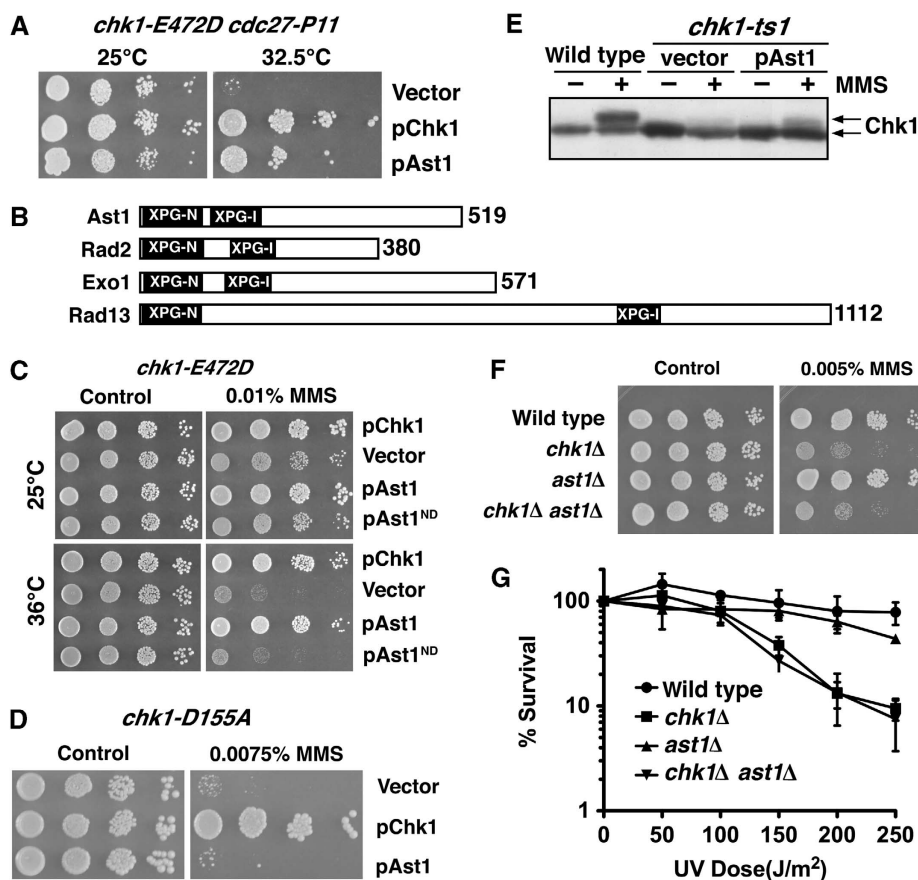 A
chk1-E472D cdc27-P11
25°C 32.5°C
Vector
pChk1
pAst1
B
Ast1 XPG-N XPG-I 519
Rad2 XPG-N XPG-I 380
Exo1 XPG-N XPG-I 571
Rad13 XPG-N XPG-I 1112
C
chk1-E472D
Control 0.01% MMS
25°C
pChk1
Vector
pAst1
pAst1ᴺᴰ
36°C
pChk1
Vector
pAst1
pAst1ᴺᴰ
D
chk1-D155A
Control 0.0075% MMS
Vector
pChk1
pAst1
E
chk1-ts1
Wild type vector pAst1
− + − + − + MMS
Chk1
F
Control 0.005% MMS
Wild type
chk1Δ
ast1Δ
chk1Δ ast1Δ
G
% Survival
100
10
1
Wild type
chk1Δ
ast1Δ
chk1Δ ast1Δ
0 50 100 150 200 250
UV Dose(J/m²)